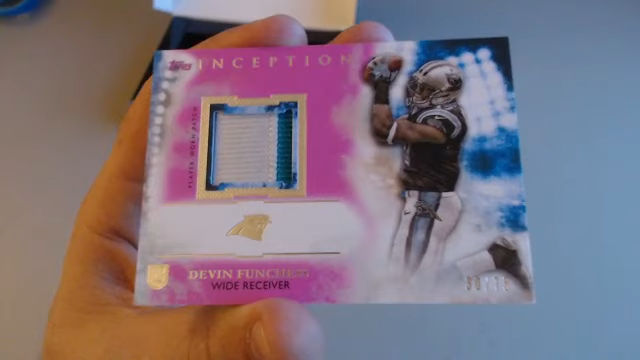 Topps INCEPTION
PLAYER WORN PATCH
DEVIN FUNCHESS
WIDE RECEIVER